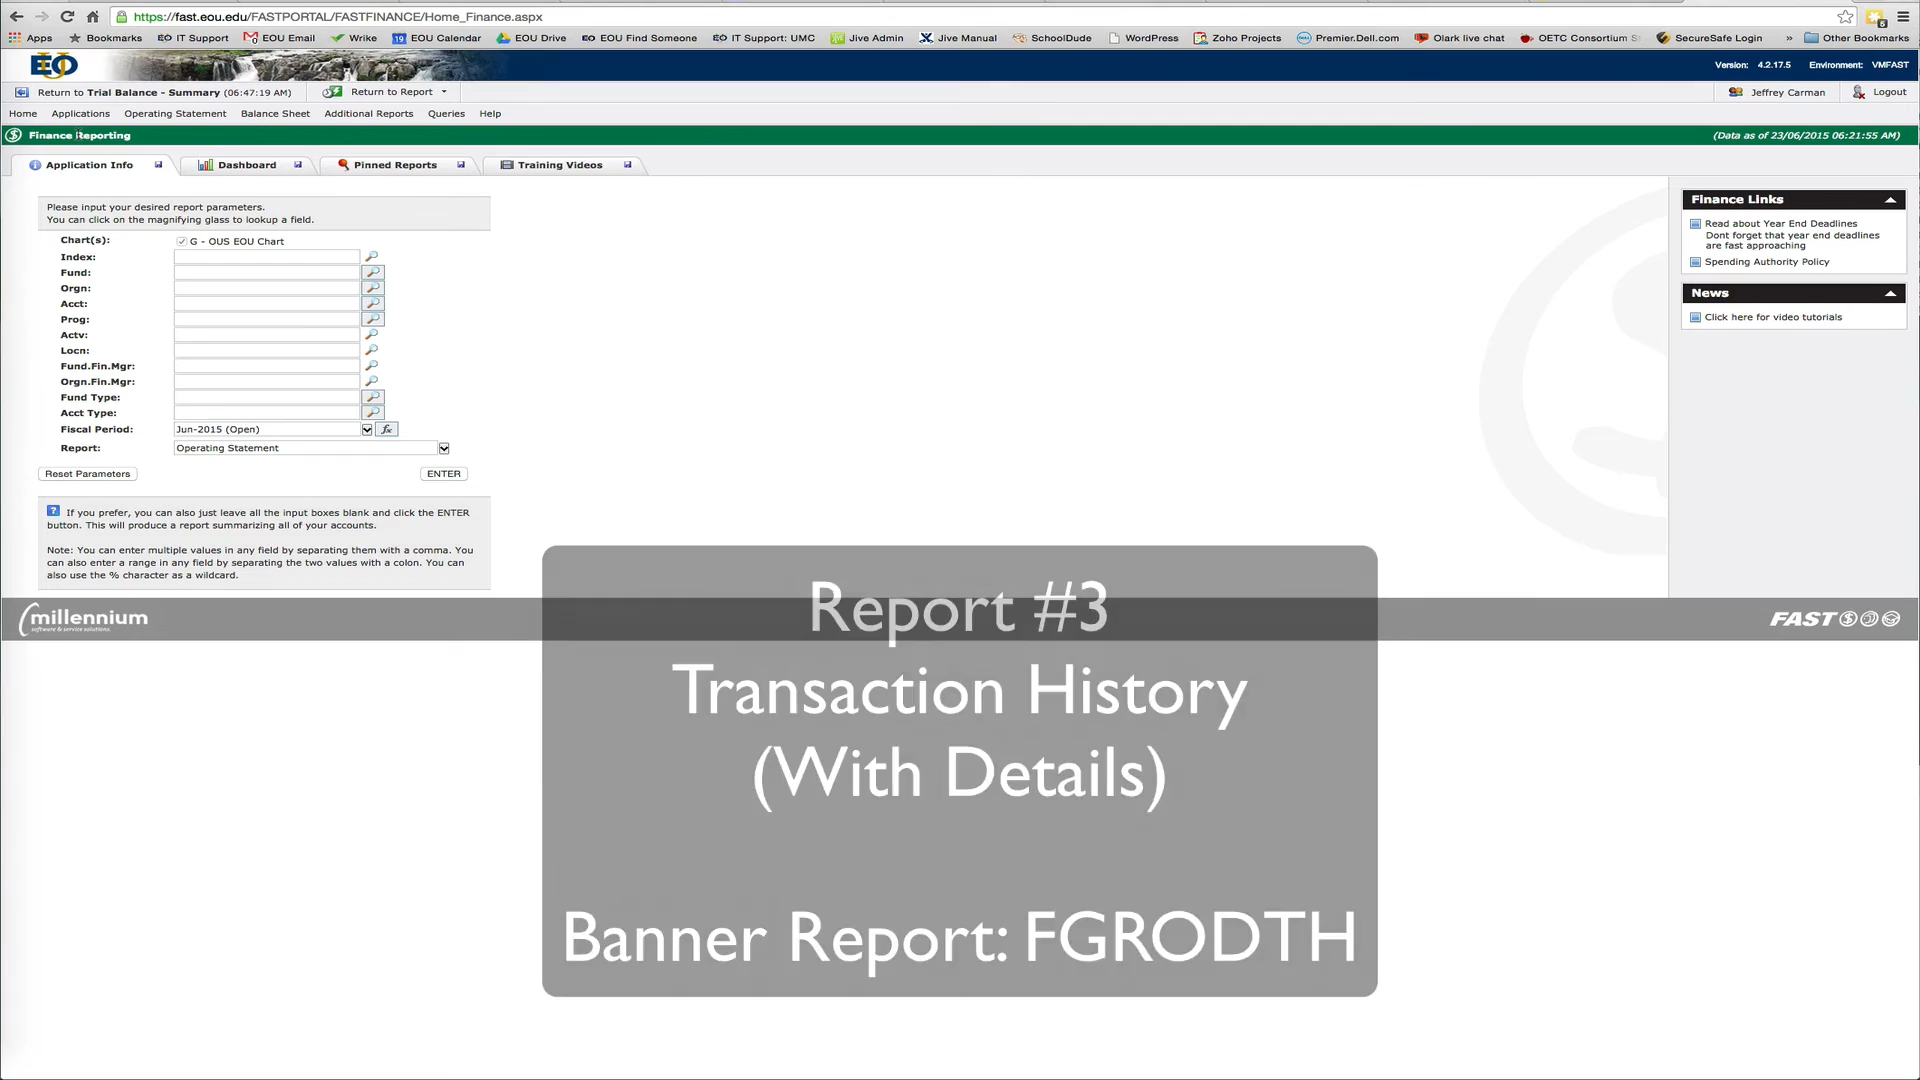 https://fast.eou.edu/FASTPORTAL/FASTFINANCE/Home_Finance.aspx
Apps Bookmarks EO IT Support EOU Email Wrike 19 EOU Calendar EOU Drive EO EOU Find Someone EO IT Support: UMC Jive Admin Jive Manual SchoolDude WordPress Zoho Projects Premier.Dell.com Olark live chat OETC Consortium S SecureSafe Login » Other Bookmarks
Version: 4.2.17.5 Environment: VMFAST
Return to Trial Balance - Summary (06:47:19 AM) Return to Report Jeffrey Carman Logout
Home Applications Operating Statement Balance Sheet Additional Reports Queries Help
Finance Reporting (Data as of 23/06/2015 06:21:55 AM)
Application Info Dashboard Pinned Reports Training Videos
Please input your desired report parameters.
You can click on the magnifying glass to lookup a field.
Chart(s): G - OUS EOU Chart
Index:
Fund:
Orgn:
Acct:
Prog:
Actv:
Locn:
Fund.Fin.Mgr:
Orgn.Fin.Mgr:
Fund Type:
Acct Type:
Fiscal Period: Jun-2015 (Open)
Report: Operating Statement
Reset Parameters ENTER
? If you prefer, you can also just leave all the input boxes blank and click the ENTER
button. This will produce a report summarizing all of your accounts.
Note: You can enter multiple values in any field by separating them with a comma. You
can also enter a range in any field by separating the two values with a colon. You can
also use the % character as a wildcard.
Finance Links
Read about Year End Deadlines
Dont forget that year end deadlines
are fast approaching
Spending Authority Policy
News
Click here for video tutorials
millennium
software & service solutions.
FAST
Report #3
Transaction History
(With Details)
Banner Report: FGRODTH